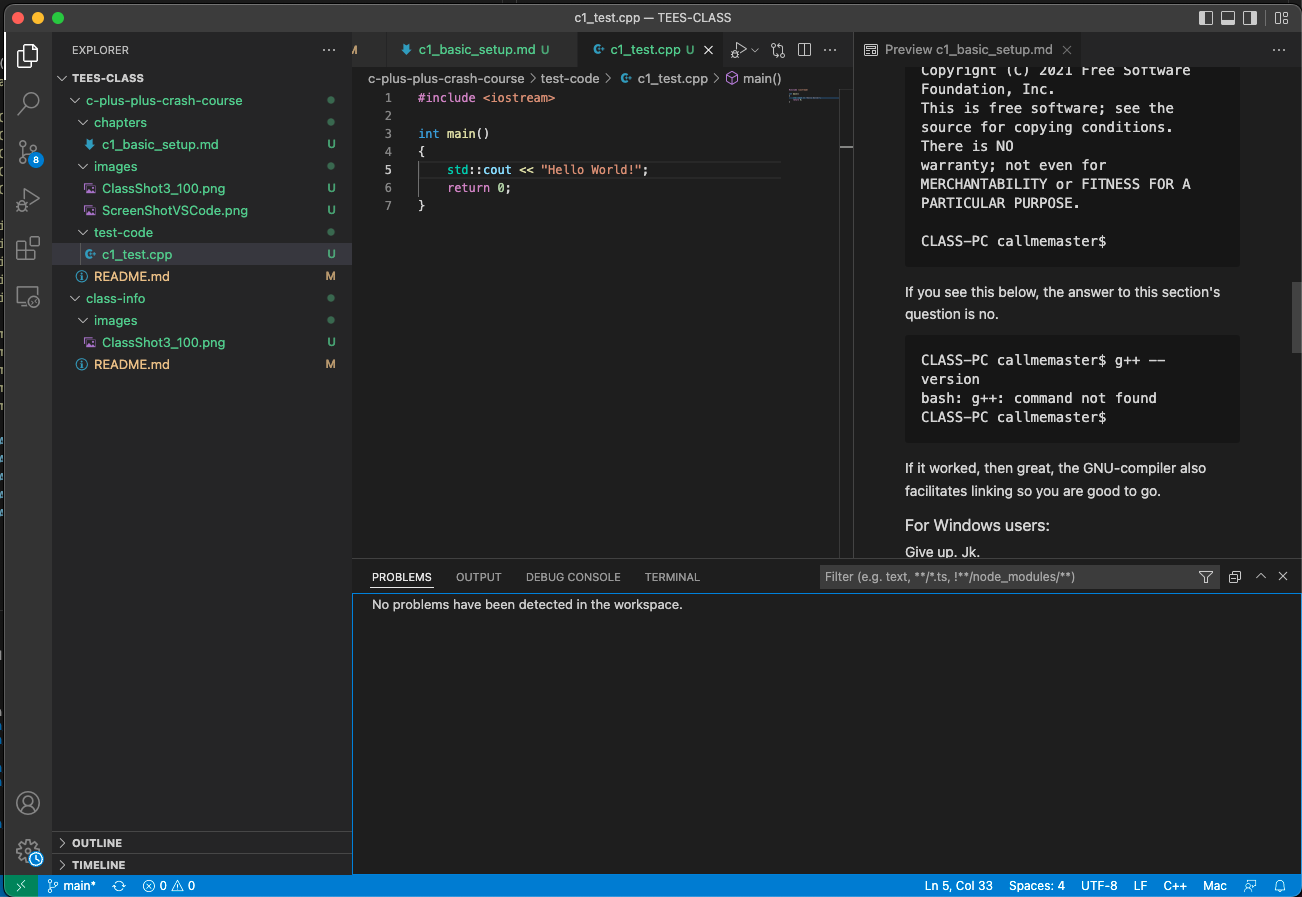 c1_test.cpp — TEES-CLASS
EXPLORER
TEES-CLASS
c-plus-plus-crash-course
chapters
c1_basic_setup.md U
images
ClassShot3_100.png U
ScreenShotVSCode.png U
test-code
c1_test.cpp U
README.md M
class-info
images
ClassShot3_100.png U
README.md M
OUTLINE
TIMELINE
8
M
c1_basic_setup.md U
c1_test.cpp U
c-plus-plus-crash-course > test-code > c1_test.cpp > main()
1 #include <iostream>
2
3 int main()
4 {
5 std::cout << "Hello World!";
6 return 0;
7 }
Preview c1_basic_setup.md
Copyright (C) 2021 Free Software
Foundation, Inc.
This is free software; see the
source for copying conditions.
There is NO
warranty; not even for
MERCHANTABILITY or FITNESS FOR A
PARTICULAR PURPOSE.
CLASS-PC callmemaster$
If you see this below, the answer to this section's
question is no.
CLASS-PC callmemaster$ g++ --
version
bash: g++: command not found
CLASS-PC callmemaster$
If it worked, then great, the GNU-compiler also
facilitates linking so you are good to go.
For Windows users:
Give up. Jk.
PROBLEMS OUTPUT DEBUG CONSOLE TERMINAL
Filter (e.g. text, **/*.ts, !**/node_modules/**)
No problems have been detected in the workspace.
main* 0 0
Ln 5, Col 33 Spaces: 4 UTF-8 LF C++ Mac